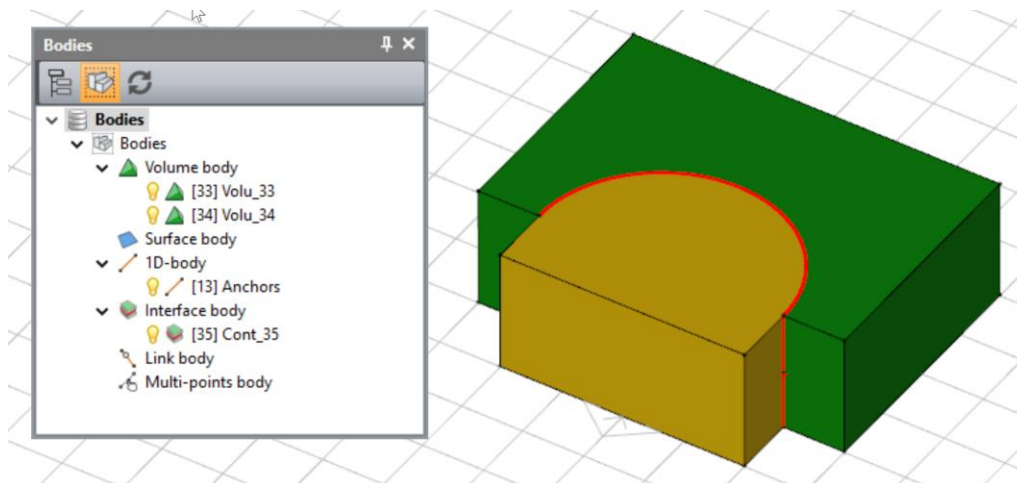 Bodies
Bodies
Bodies
Volume body
[33] Volu_33
[34] Volu_34
Surface body
1D-body
[13] Anchors
Interface body
[35] Cont_35
Link body
Multi-points body